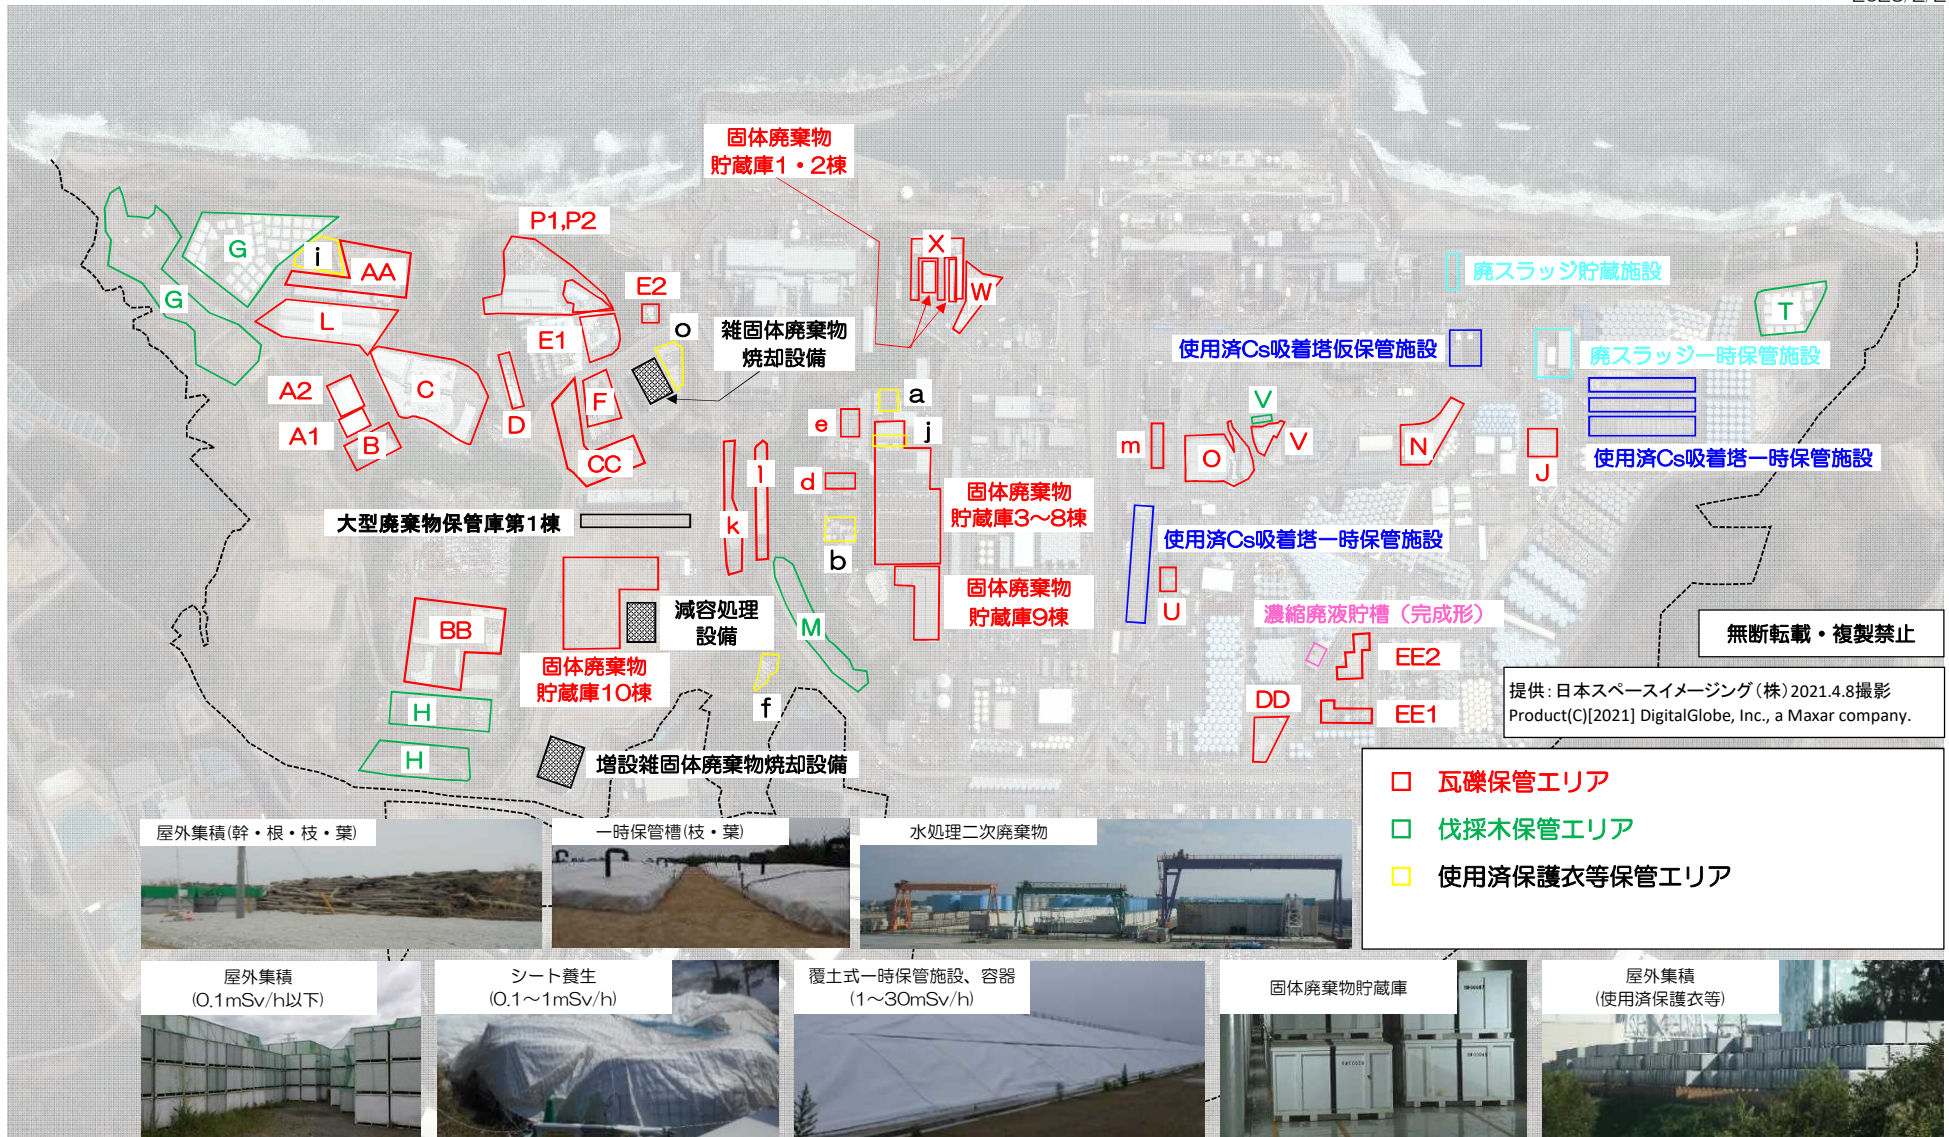 固体廃棄物
貯蔵庫1・2棟
P1,P2
X
G
i
AA
E2
W
廃スラッジ貯蔵施設
G
L
E1
o
雑固体廃棄物
焼却設備
T
使用済Cs吸着塔仮保管施設
廃スラッジ一時保管施設
A2
C
D
F
a
V
A1
B
e
j
m
O
V
N
J
使用済Cs吸着塔一時保管施設
CC
l
d
固体廃棄物
貯蔵庫3～8棟
大型廃棄物保管庫第1棟
k
b
使用済Cs吸着塔一時保管施設
固体廃棄物
貯蔵庫9棟
U
減容処理
設備
M
濃縮廃液貯槽（完成形）
BB
無断転載・複製禁止
EE2
固体廃棄物
貯蔵庫10棟
提供：日本スペースイメージング（株）2021.4.8撮影
Product(C)[2021] DigitalGlobe, Inc., a Maxar company.
H
f
DD
EE1
H
増設雑固体廃棄物焼却設備
瓦礫保管エリア
伐採木保管エリア
使用済保護衣等保管エリア
屋外集積(幹・根・枝・葉)
一時保管槽(枝・葉)
水処理二次廃棄物
屋外集積
(0.1mSv/h以下)
シート養生
(0.1～1mSv/h)
覆土式一時保管施設、容器
(1～30mSv/h)
固体廃棄物貯蔵庫
屋外集積
(使用済保護衣等)